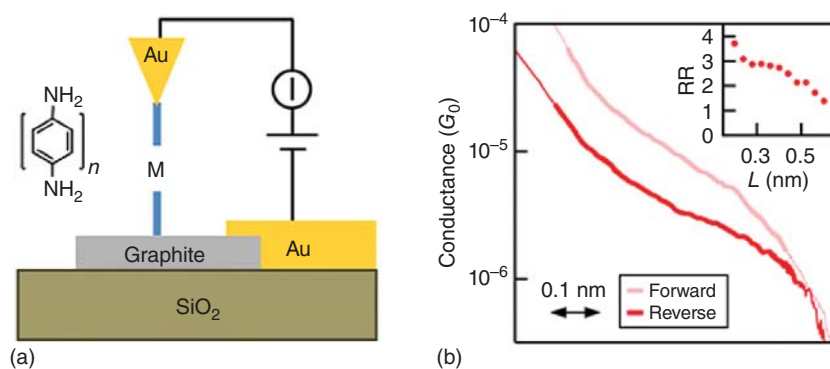 (a)
Au
NH2
n
NH2
I
M
Graphite
Au
SiO2
(b)
Conductance (G0)
10−4
10−5
10−6
0.1 nm
Forward
Reverse
RR
4
3
2
1
0
0.3 0.5
L (nm)